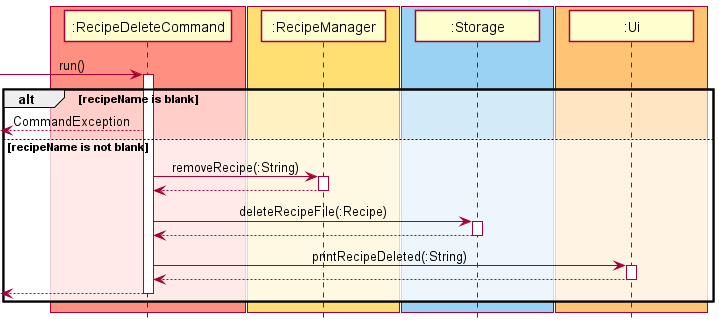 :RecipeDeleteCommand
:RecipeManager
:Storage
:Ui
run()
alt
[recipeName is blank]
CommandException
[recipeName is not blank]
removeRecipe(:String)
deleteRecipeFile(:Recipe)
printRecipeDeleted(:String)